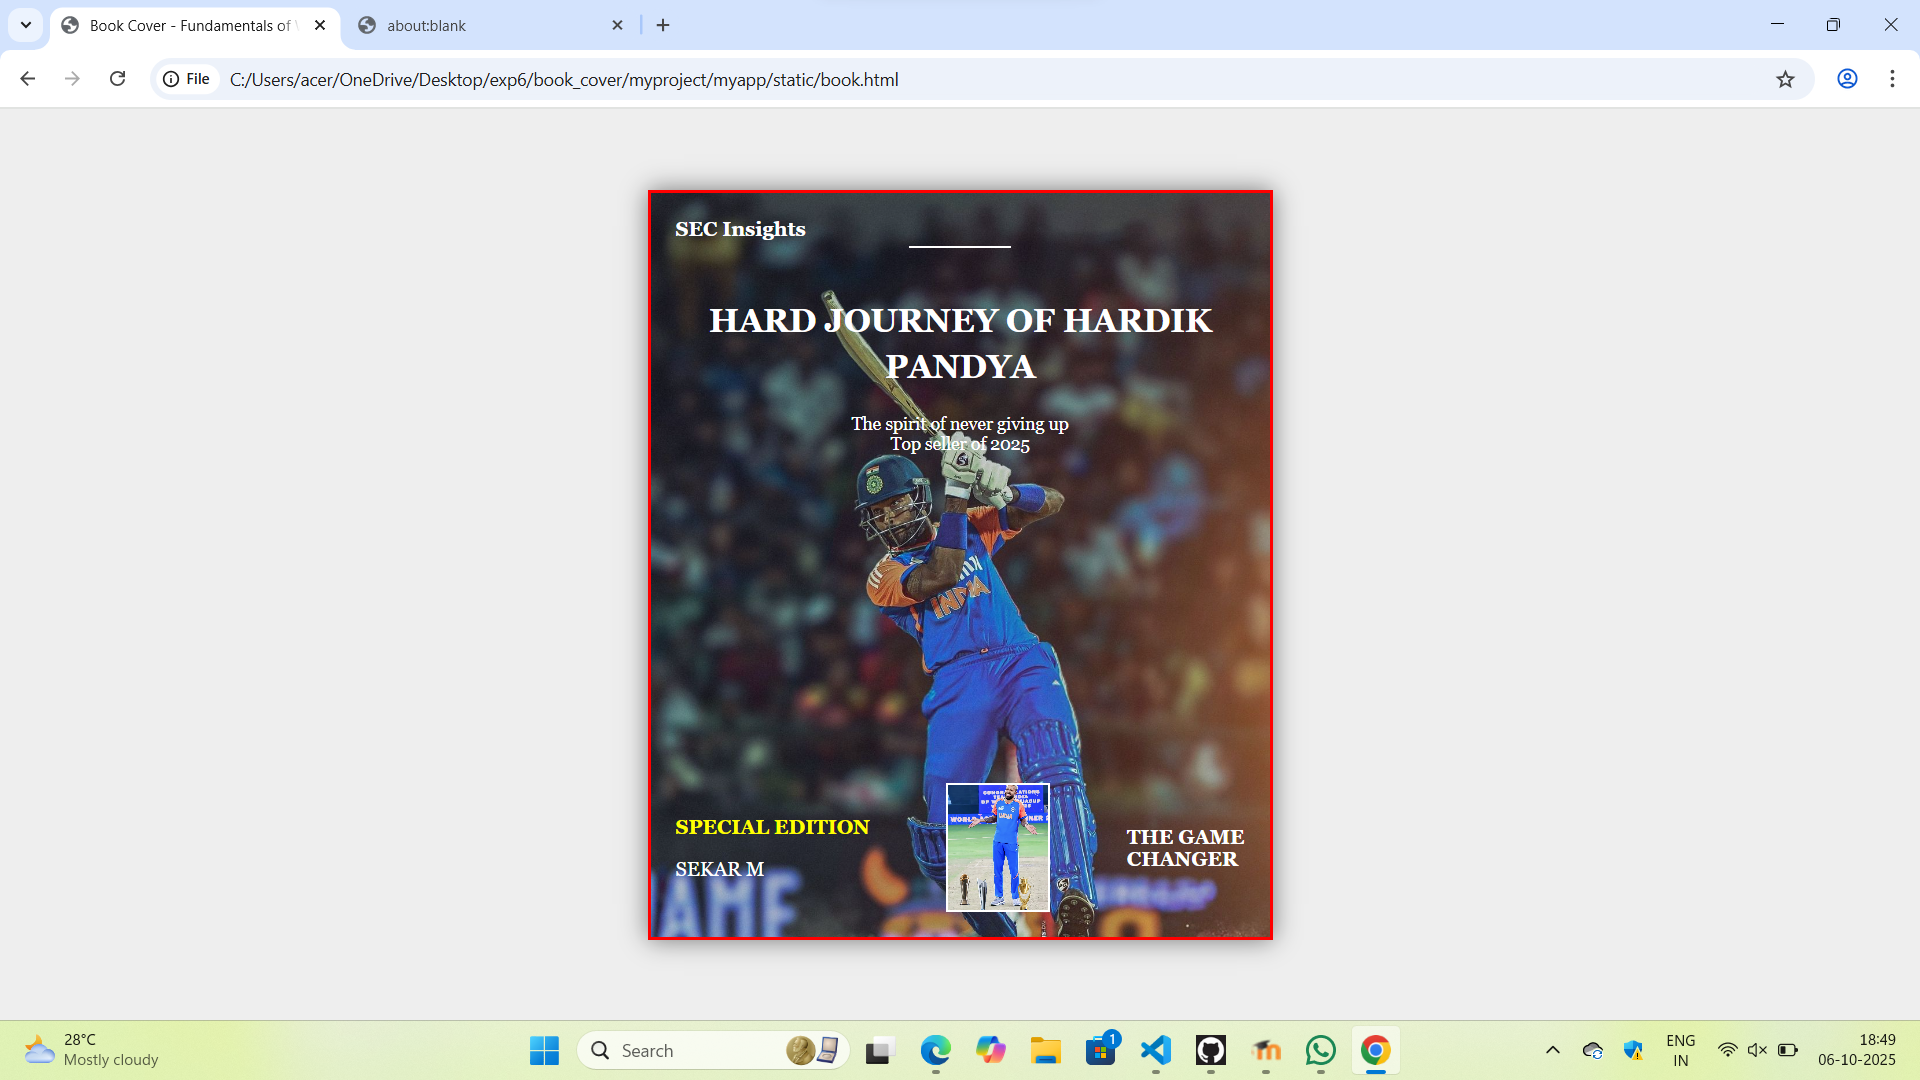 Book Cover - Fundamentals of
about:blank
File
C:/Users/acer/OneDrive/Desktop/exp6/book_cover/myproject/myapp/static/book.html
SEC Insights
HARD JOURNEY OF HARDIK
PANDYA
The spirit of never giving up
Top seller of 2025
INDIA
SPECIAL EDITION
SEKAR M
THE GAME
CHANGER
28°C
Mostly cloudy
Search
1
ENG
IN
18:49
06-10-2025